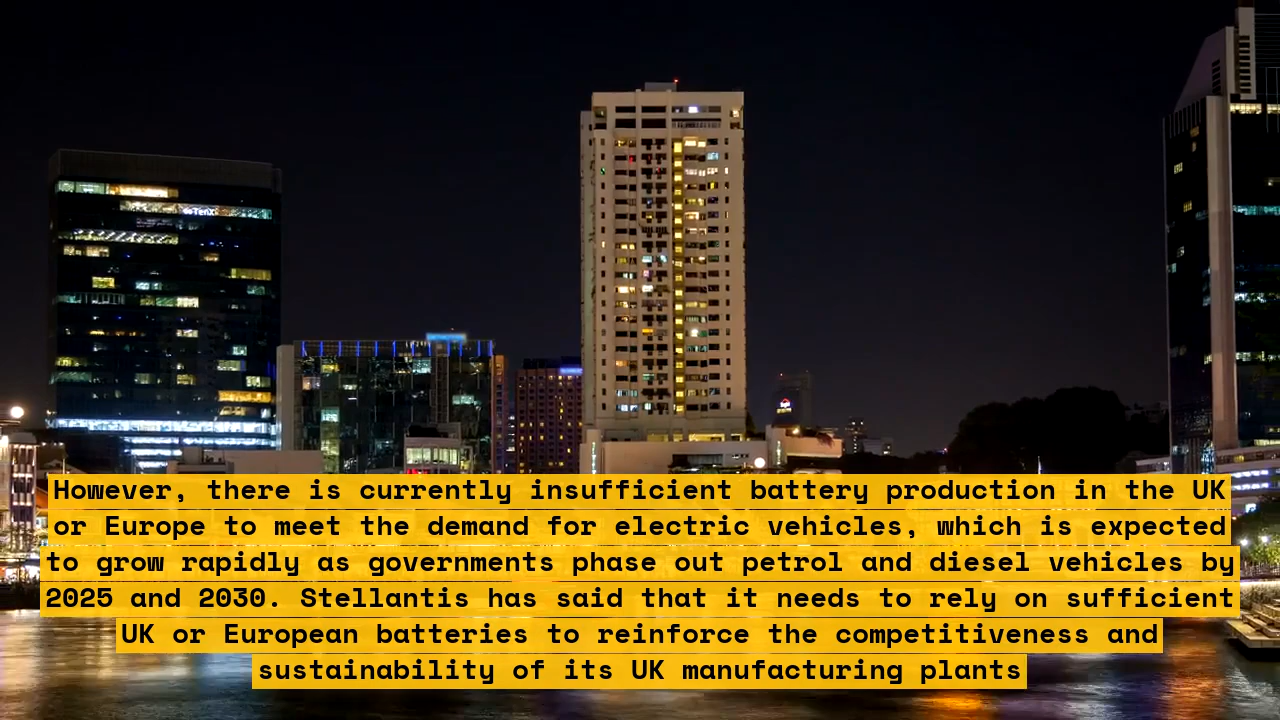 TenX
However, there is currently insufficient battery production in the UK
or Europe to meet the demand for electric vehicles, which is expected
to grow rapidly as governments phase out petrol and diesel vehicles by
2025 and 2030. Stellantis has said that it needs to rely on sufficient
UK or European batteries to reinforce the competitiveness and
sustainability of its UK manufacturing plants